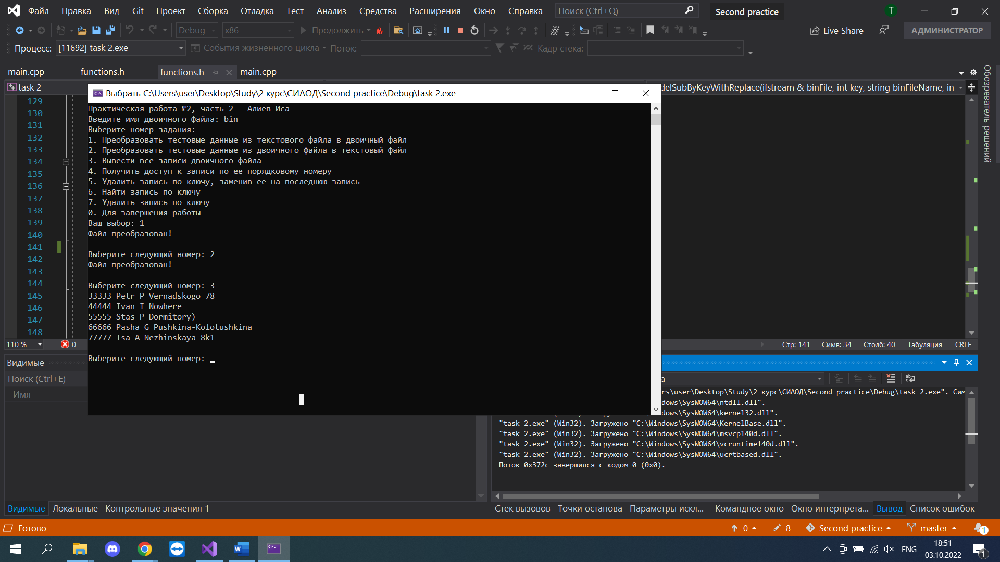 Файл Правка Вид Git Проект Сборка Отладка Тест Анализ Средства Расширения Окно Справка Поиск (Ctrl+Q) Second practice T
Debug x86 Продолжить Live Share АДМИНИСТРАТОР
Процесс: [11692] task 2.exe События жизненного цикла Поток: Кадр стека:
main.cpp functions.h functions.h main.cpp
task 2 delSubByKeyWithReplace(ifstream & binFile, int key, string binFileName, in
Выбрать C:\Users\user\Desktop\Study\2 курс\СИАОД\Second practice\Debug\task 2.exe
129
130
131
132
133
134
135
136
137
138
139
140
141
142
143
144
145
146
147
148
Практическая работа №2, часть 2 - Алиев Иса
Введите имя двоичного файла: bin
Выберите номер задания:
1. Преобразовать тестовые данные из текстового файла в двоичный файл
2. Преобразовать тестовые данные из двоичного файла в текстовый файл
3. Вывести все записи двоичного файла
4. Получить доступ к записи по ее порядковому номеру
5. Удалить запись по ключу, заменив ее на последнюю запись
6. Найти запись по ключу
7. Удалить запись по ключу
0. Для завершения работы
Ваш выбор: 1
Файл преобразован!
Выберите следующий номер: 2
Файл преобразован!
Выберите следующий номер: 3
33333 Petr P Vernadskogo 78
44444 Ivan I Nowhere
55555 Stas P Dormitory)
66666 Pasha G Pushkina-Kolotushkina
77777 Isa A Nezhinskaya 8k1
Выберите следующий номер:
Обозреватель решений
110 % 0 Стр: 141 Симв: 34 Столб: 40 Табуляция CRLF
Видимые
Поиск (Ctrl+E)
Имя
а
rs\user\Desktop\Study\2 курс\СИАОД\Second practice\Debug\task 2.exe". Сим
dows\SysWOW64\ntdll.dll".
ndows\SysWOW64\kernel32.dll".
"task 2.exe" (Win32). Загружено "C:\Windows\SysWOW64\KernelBase.dll".
"task 2.exe" (Win32). Загружено "C:\Windows\SysWOW64\msvcp140d.dll".
"task 2.exe" (Win32). Загружено "C:\Windows\SysWOW64\vcruntime140d.dll".
"task 2.exe" (Win32). Загружено "C:\Windows\SysWOW64\ucrtbased.dll".
Поток 0x372c завершился с кодом 0 (0x0).
Видимые Локальные Контрольные значения 1
Стек вызовов Точки останова Параметры искл... Командное окно Окно интерпрета... Вывод Список ошибок
Готово 0 8 Second practice master 1
ENG 18:51
03.10.2022 1